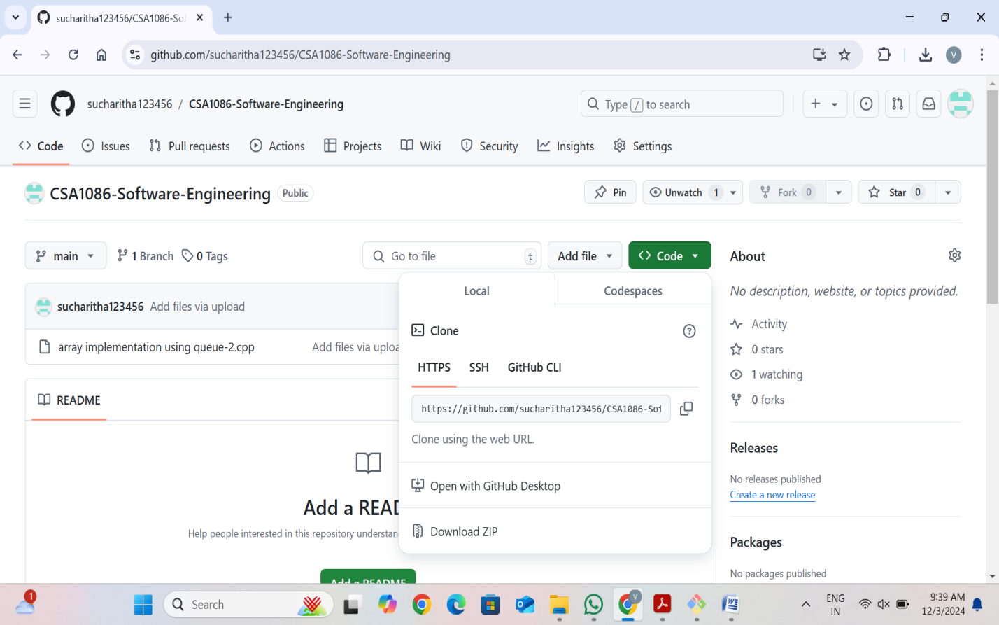 sucharitha123456/CSA1086-Sof
github.com/sucharitha123456/CSA1086-Software-Engineering
V
sucharitha123456 / CSA1086-Software-Engineering
Type / to search
Code Issues Pull requests Actions Projects Wiki Security Insights Settings
CSA1086-Software-Engineering Public
Pin Unwatch 1 Fork 0 Star 0
main 1 Branch 0 Tags Go to file t Add file Code
About
No description, website, or topics provided.
Local Codespaces
sucharitha123456 Add files via upload
array implementation using queue-2.cpp Add files via uploa
Clone
HTTPS SSH GitHub CLI
https://github.com/sucharitha123456/CSA1086-Sof
Clone using the web URL.
Open with GitHub Desktop
Download ZIP
Activity
0 stars
1 watching
0 forks
README
Add a READ
Help people interested in this repository understan
Add a README
Releases
No releases published
Create a new release
Packages
No packages published
1
Search
V
ENG
IN
9:39 AM
12/3/2024